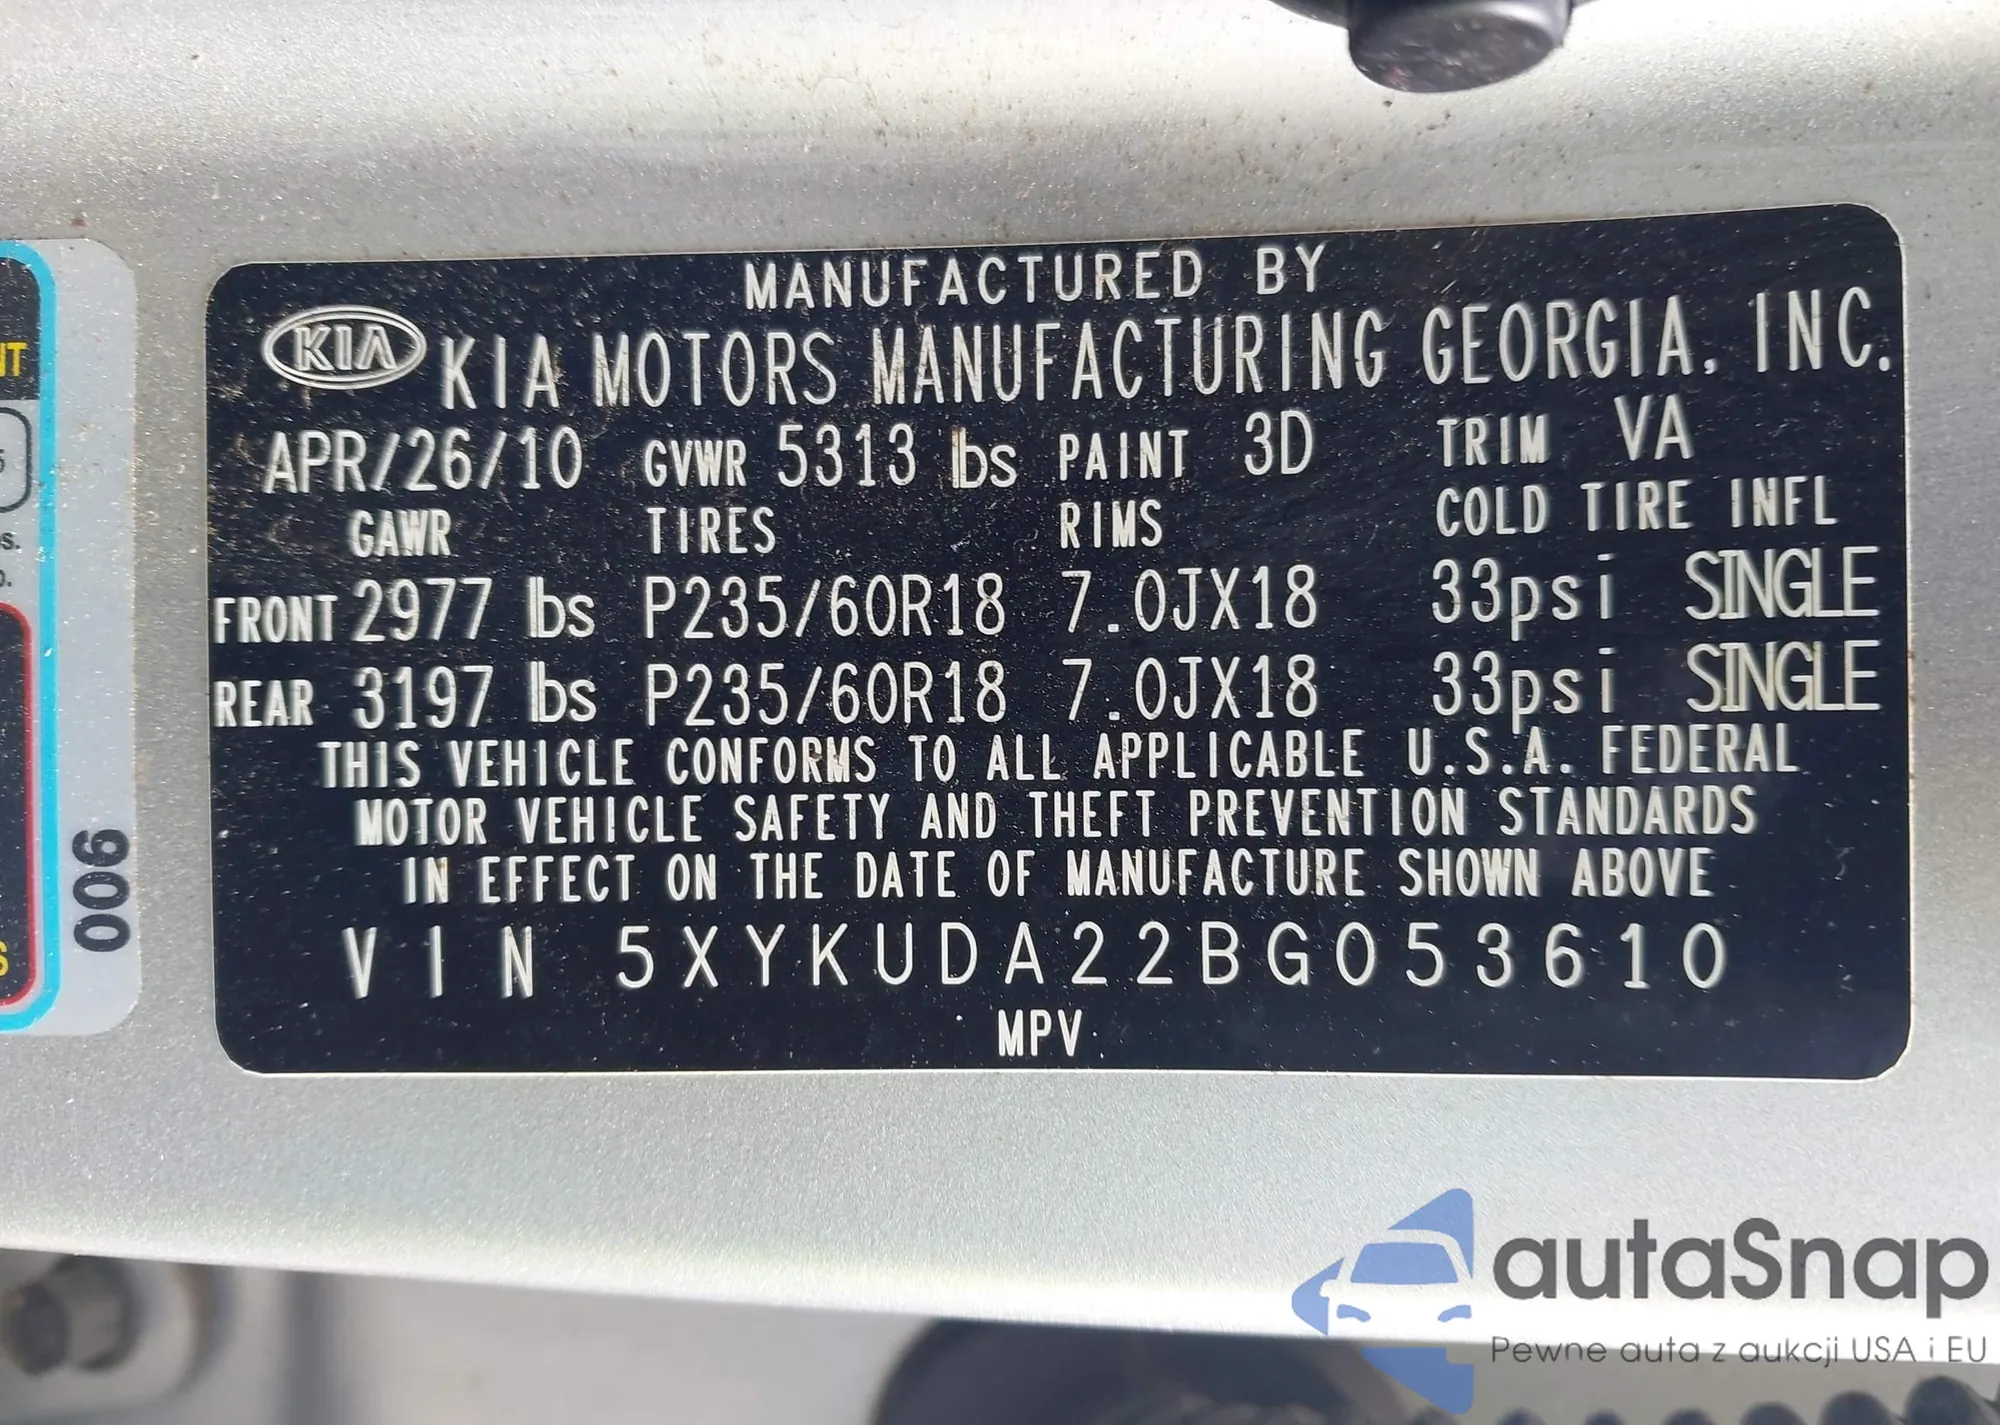 MANUFACTURED BY
KIA KIA MOTORS MANUFACTURING GEORGIA, INC.
APR/26/10 GVWR 5313 lbs PAINT 3D TRIM VA
GAWR TIRES RIMS COLD TIRE INFL
FRONT 2977 lbs P235/60R18 7.0JX18 33psi SINGLE
REAR 3197 lbs P235/60R18 7.0JX18 33psi SINGLE
THIS VEHICLE CONFORMS TO ALL APPLICABLE U.S.A. FEDERAL
MOTOR VEHICLE SAFETY AND THEFT PREVENTION STANDARDS
IN EFFECT ON THE DATE OF MANUFACTURE SHOWN ABOVE
VIN 5XYKUDA22BG053610
MPV
006
autaSnap
Pewne auta z aukcji USA i EU